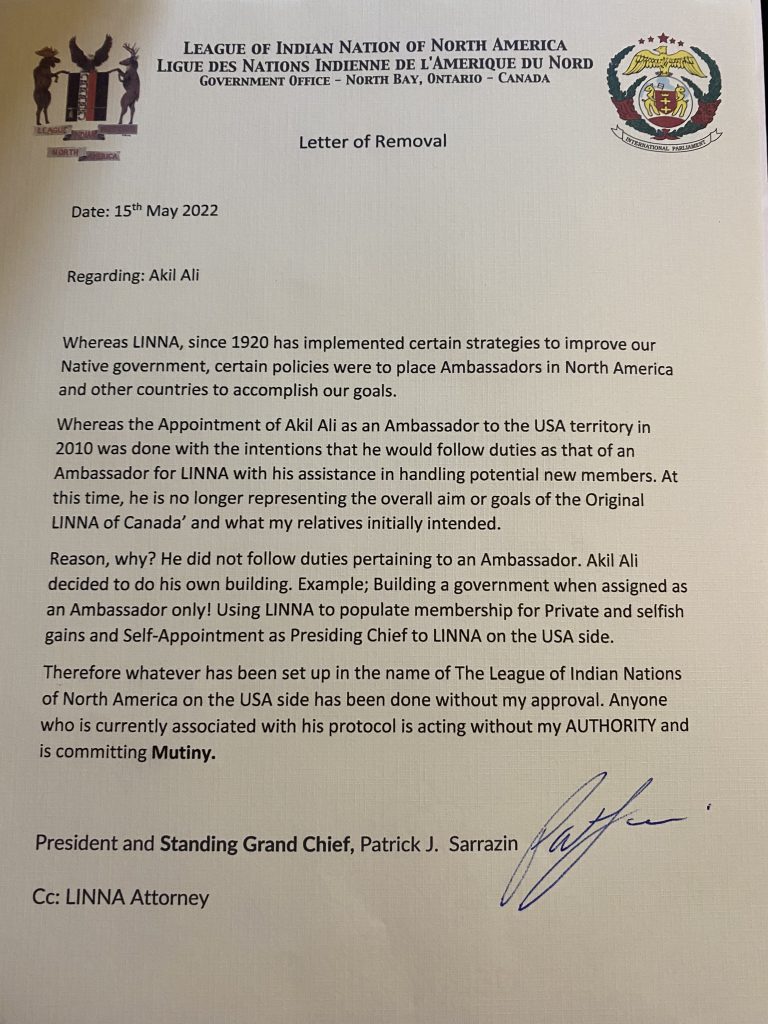 LEAGUE OF INDIAN NATION OF NORTH AMERICA
LIGUE DES NATIONS INDIENNE DE L'AMERIQUE DU NORD
GOVERNMENT OFFICE – NORTH BAY, ONTARIO – CANADA
LEAGUE INDIAN
NORTH AMERICA
INTERNATIONAL PARLIAMENT
Letter of Removal
Date: 15th May 2022
Regarding: Akil Ali
Whereas LINNA, since 1920 has implemented certain strategies to improve our
Native government, certain policies were to place Ambassadors in North America
and other countries to accomplish our goals.
Whereas the Appointment of Akil Ali as an Ambassador to the USA territory in
2010 was done with the intentions that he would follow duties as that of an
Ambassador for LINNA with his assistance in handling potential new members. At
this time, he is no longer representing the overall aim or goals of the Original
LINNA of Canada’ and what my relatives initially intended.
Reason, why? He did not follow duties pertaining to an Ambassador. Akil Ali
decided to do his own building. Example; Building a government when assigned as
an Ambassador only! Using LINNA to populate membership for Private and selfish
gains and Self-Appointment as Presiding Chief to LINNA on the USA side.
Therefore whatever has been set up in the name of The League of Indian Nations
of North America on the USA side has been done without my approval. Anyone
who is currently associated with his protocol is acting without my AUTHORITY and
is committing Mutiny.
President and Standing Grand Chief, Patrick J. Sarrazin
Cc: LINNA Attorney